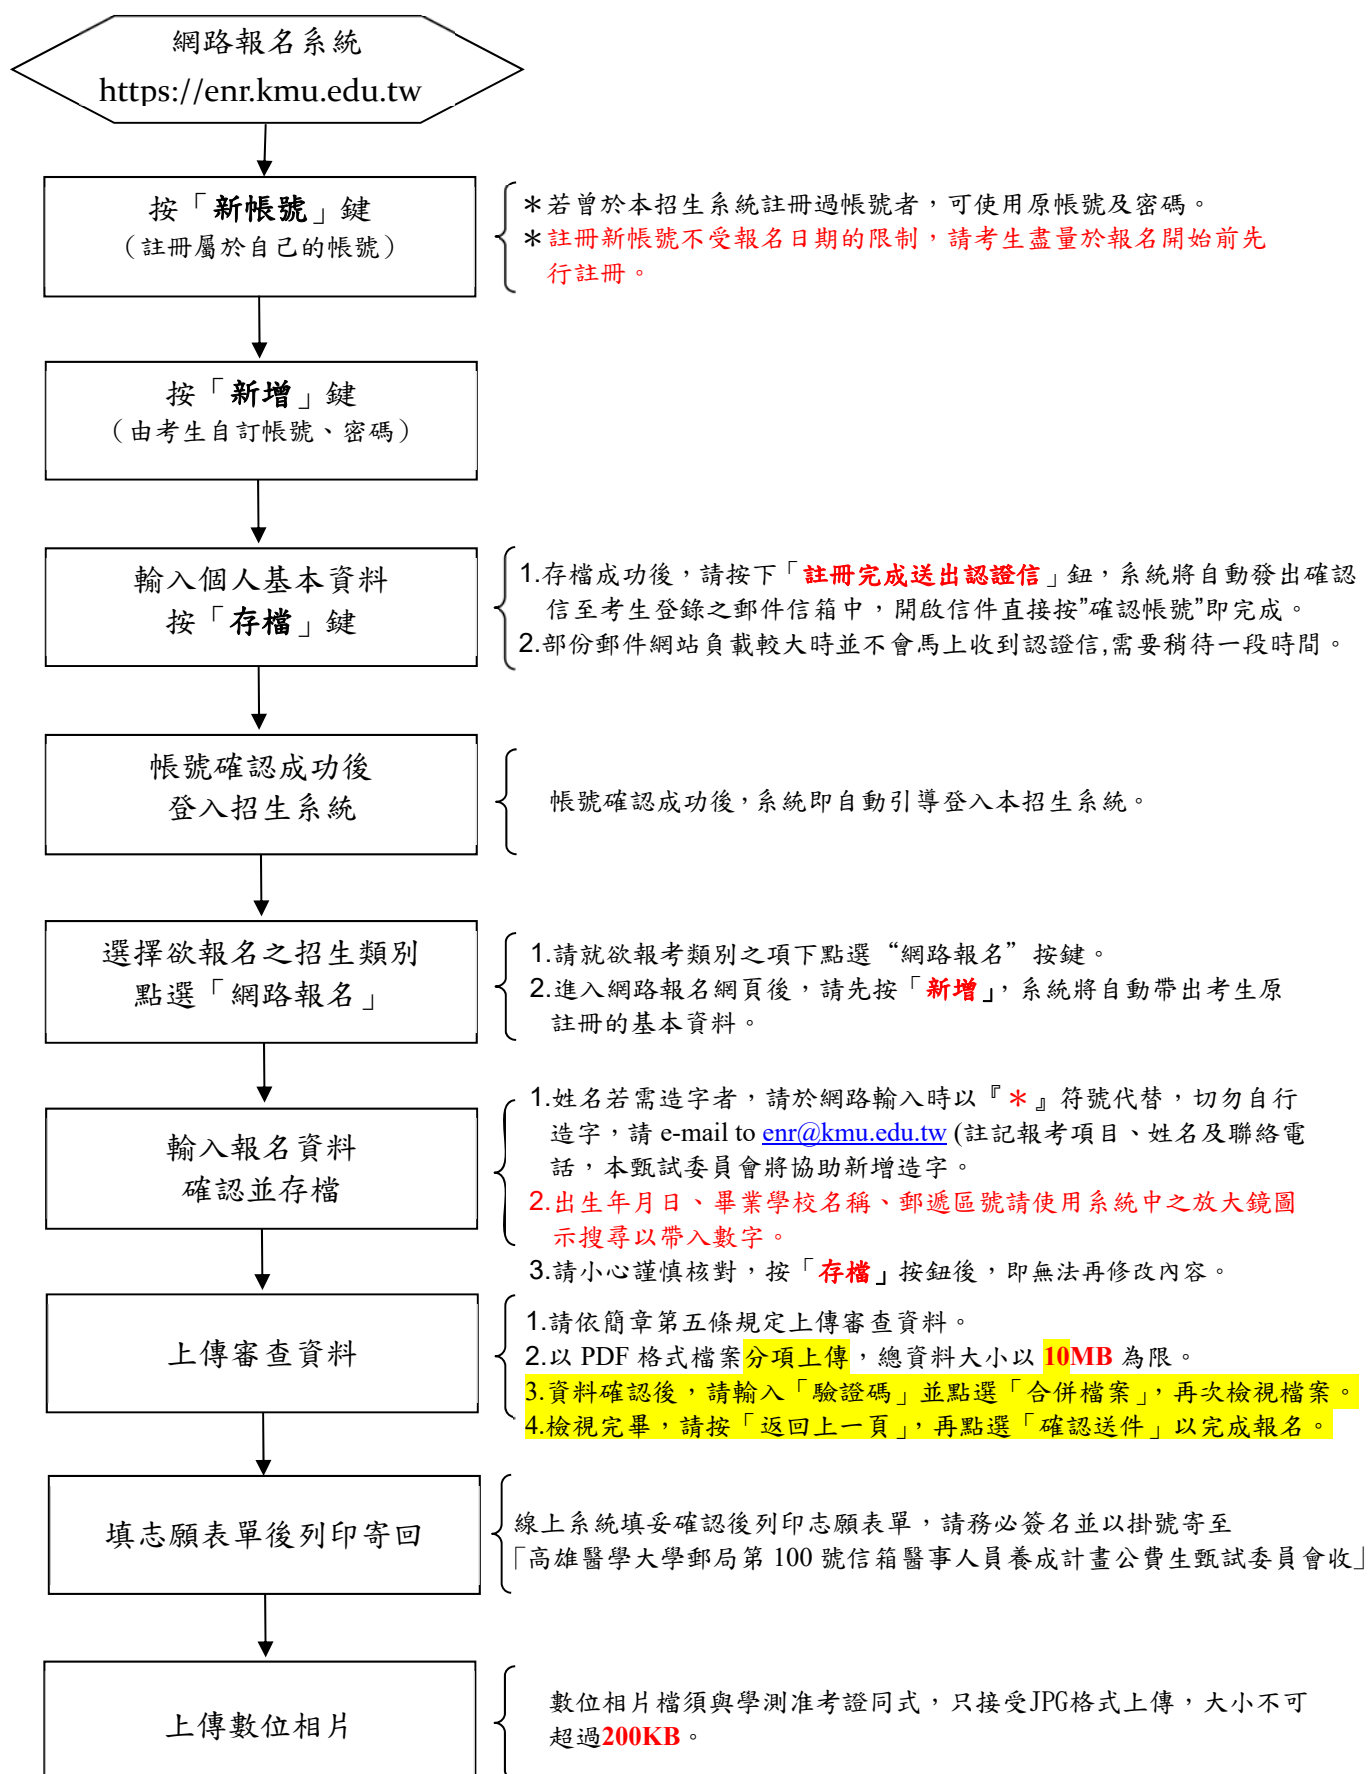 網路報名系統
https://enr.kmu.edu.tw
按「新帳號」鍵
（註冊屬於自己的帳號）
＊若曾於本招生系統註冊過帳號者，可使用原帳號及密碼。
＊註冊新帳號不受報名日期的限制，請考生盡量於報名開始前先
行註冊。
按「新增」鍵
（由考生自訂帳號、密碼）
輸入個人基本資料
按「存檔」鍵
1.存檔成功後，請按下「註冊完成送出認證信」鈕，系統將自動發出確認
信至考生登錄之郵件信箱中，開啟信件直接按”確認帳號”即完成。
2.部份郵件網站負載較大時並不會馬上收到認證信,需要稍待一段時間。
帳號確認成功後
登入招生系統
帳號確認成功後，系統即自動引導登入本招生系統。
選擇欲報名之招生類別
點選「網路報名」
1.請就欲報考類別之項下點選“網路報名”按鍵。
2.進入網路報名網頁後，請先按「新增」，系統將自動帶出考生原
註冊的基本資料。
輸入報名資料
確認並存檔
1.姓名若需造字者，請於網路輸入時以『＊』符號代替，切勿自行
造字，請 e-mail to enr@kmu.edu.tw (註記報考項目、姓名及聯絡電
話，本甄試委員會將協助新增造字。
2.出生年月日、畢業學校名稱、郵遞區號請使用系統中之放大鏡圖
示搜尋以帶入數字。
3.請小心謹慎核對，按「存檔」按鈕後，即無法再修改內容。
上傳審查資料
1.請依簡章第五條規定上傳審查資料。
2.以 PDF 格式檔案分項上傳，總資料大小以 10MB 為限。
3.資料確認後，請輸入「驗證碼」並點選「合併檔案」，再次檢視檔案。
4.檢視完畢，請按「返回上一頁」，再點選「確認送件」以完成報名。
填志願表單後列印寄回
線上系統填妥確認後列印志願表單，請務必簽名並以掛號寄至
「高雄醫學大學郵局第 100 號信箱醫事人員養成計畫公費生甄試委員會收」
上傳數位相片
數位相片檔須與學測准考證同式，只接受JPG格式上傳，大小不可
超過200KB。